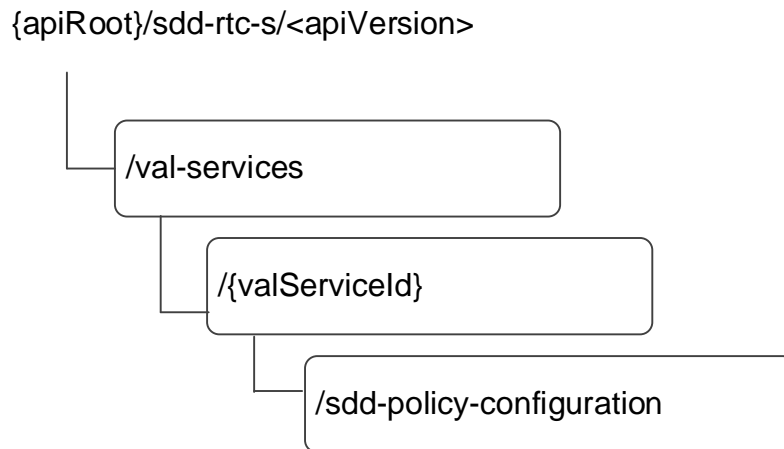 {apiRoot}/sdd-rtc-s/<apiVersion>
/val-services
/{valServiceId}
/sdd-policy-configuration